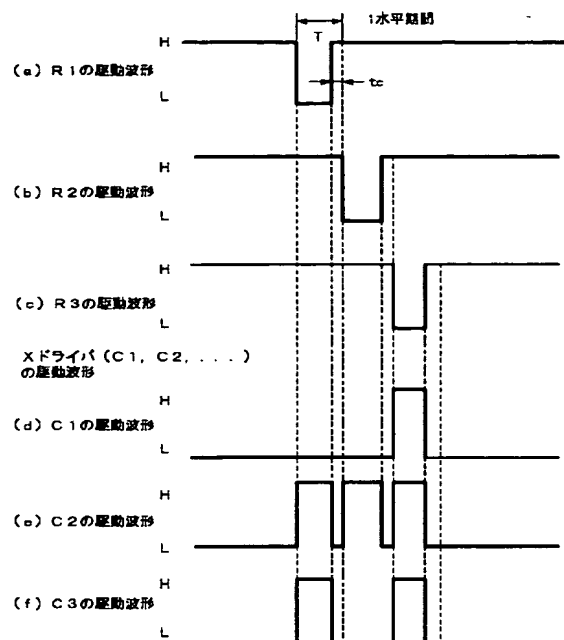 1水平期間
T
H
(a) R1の駆動波形
L
tc
H
(b) R2の駆動波形
L
H
(c) R3の駆動波形
L
Xドライバ (C1, C2, ....)
の駆動波形
H
(d) C1の駆動波形
L
H
(e) C2の駆動波形
L
H
(f) C3の駆動波形
L